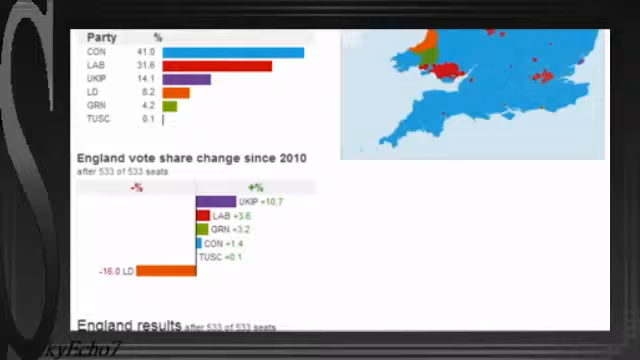 Party %
CON 41.0
LAB 31.6
UKIP 14.1
LD 8.2
GRN 4.2
TUSC 0.1
England vote share change since 2010
after 533 of 533 seats
-% +%
UKIP +10.7
LAB +3.6
GRN +3.2
CON +1.4
TUSC +0.1
-16.0 LD
England results after 533 of 533 seats
kyEcho7